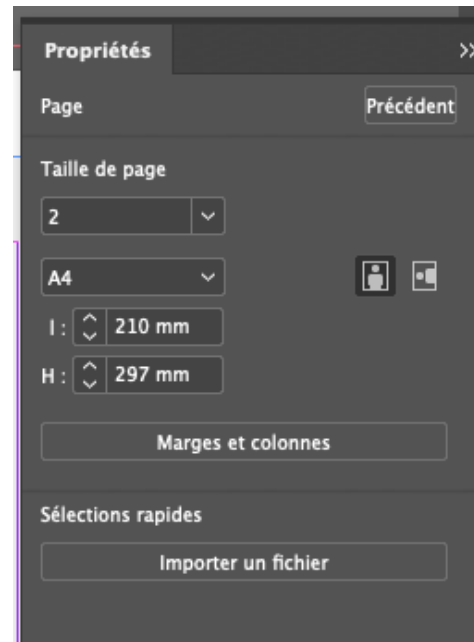 Propriétés
Page Précédent
Taille de page
2
A4
l : 210 mm
H : 297 mm
Marges et colonnes
Sélections rapides
Importer un fichier